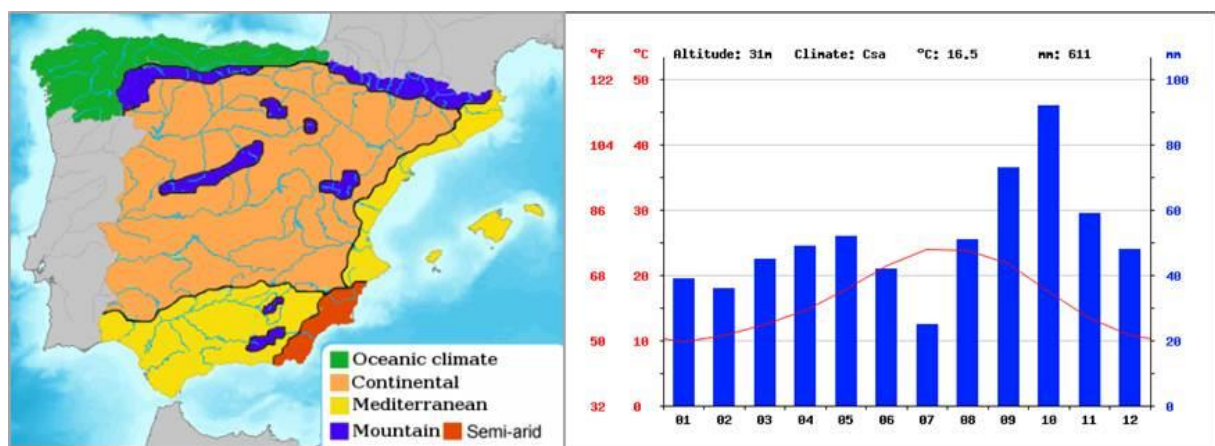 Oceanic climate
Continental
Mediterranean
Mountain Semi-arid
°F °C Altitude: 31m Climate: Csa °C: 16.5 mm: 611 mm
122 50 100
104 40 80
86 30 60
68 20 40
50 10 20
32 0 0
01 02 03 04 05 06 07 08 09 10 11 12